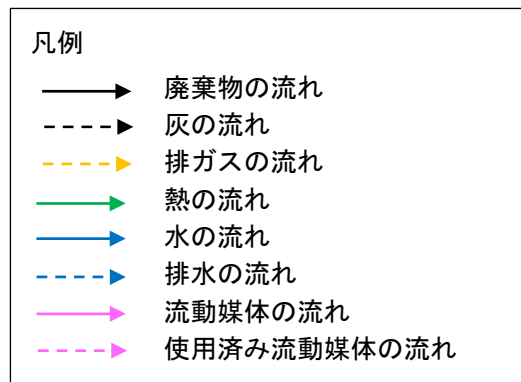 凡例
廃棄物の流れ
灰の流れ
排ガスの流れ
熱の流れ
水の流れ
排水の流れ
流動媒体の流れ
使用済み流動媒体の流れ